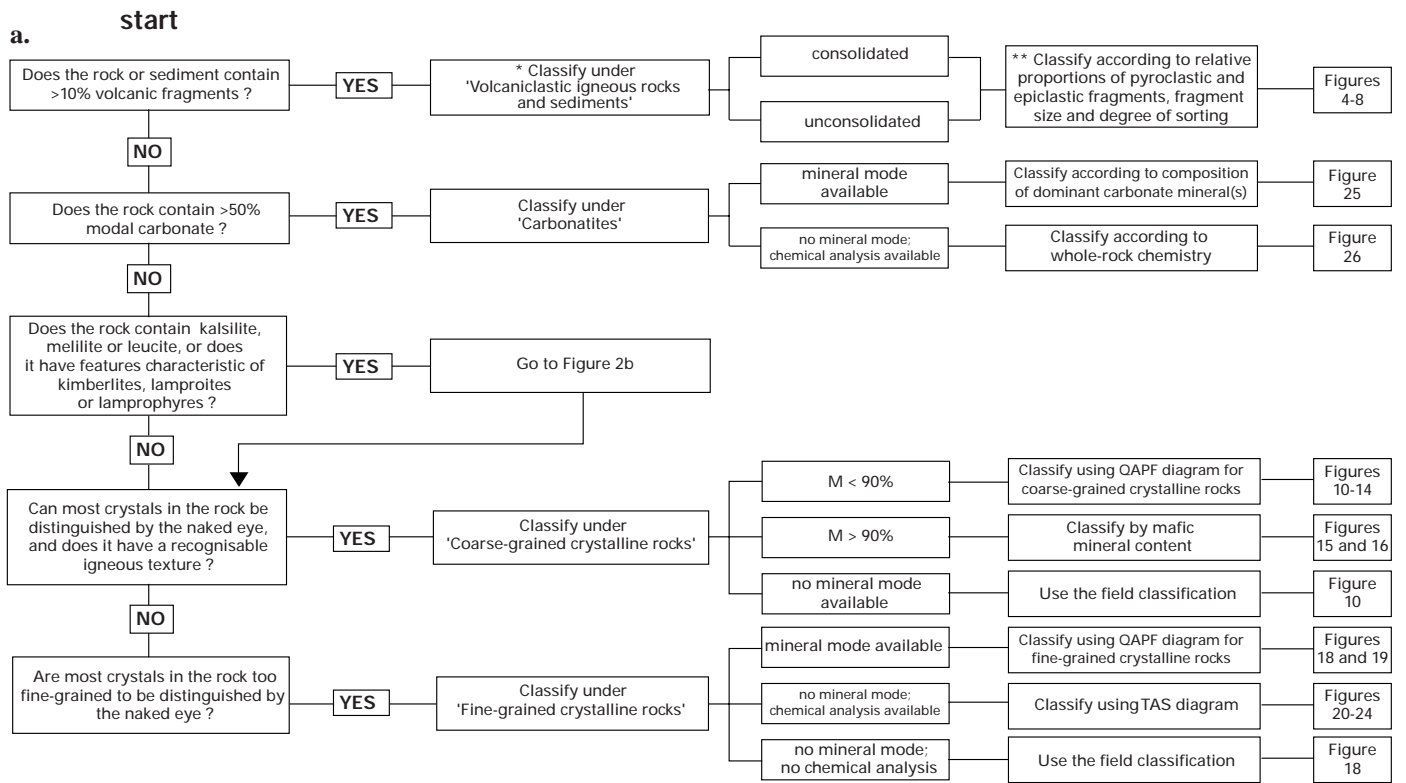 start
a.
Does the rock or sediment contain
>10% volcanic fragments ?
YES
* Classify under
'Volcaniclastic igneous rocks
and sediments'
consolidated
unconsolidated
** Classify according to relative
proportions of pyroclastic and
epiclastic fragments, fragment
size and degree of sorting
Figures
4-8
NO
Does the rock contain >50%
modal carbonate ?
YES
Classify under
'Carbonatites'
mineral mode
available
Classify according to composition
of dominant carbonate mineral(s)
Figure
25
no mineral mode;
chemical analysis available
Classify according to
whole-rock chemistry
Figure
26
NO
Does the rock contain kalsilite,
melilite or leucite, or does
it have features characteristic of
kimberlites, lamproites
or lamprophyres ?
YES
Go to Figure 2b
NO
Can most crystals in the rock be
distinguished by the naked eye,
and does it have a recognisable
igneous texture ?
YES
Classify under
'Coarse-grained crystalline rocks'
M < 90%
Classify using QAPF diagram for
coarse-grained crystalline rocks
Figures
10-14
M > 90%
Classify by mafic
mineral content
Figures
15 and 16
no mineral mode
available
Use the field classification
Figure
10
NO
Are most crystals in the rock too
fine-grained to be distinguished by
the naked eye ?
YES
Classify under
'Fine-grained crystalline rocks'
mineral mode available
Classify using QAPF diagram for
fine-grained crystalline rocks
Figures
18 and 19
no mineral mode;
chemical analysis available
Classify using TAS diagram
Figures
20-24
no mineral mode;
no chemical analysis
Use the field classification
Figure
18